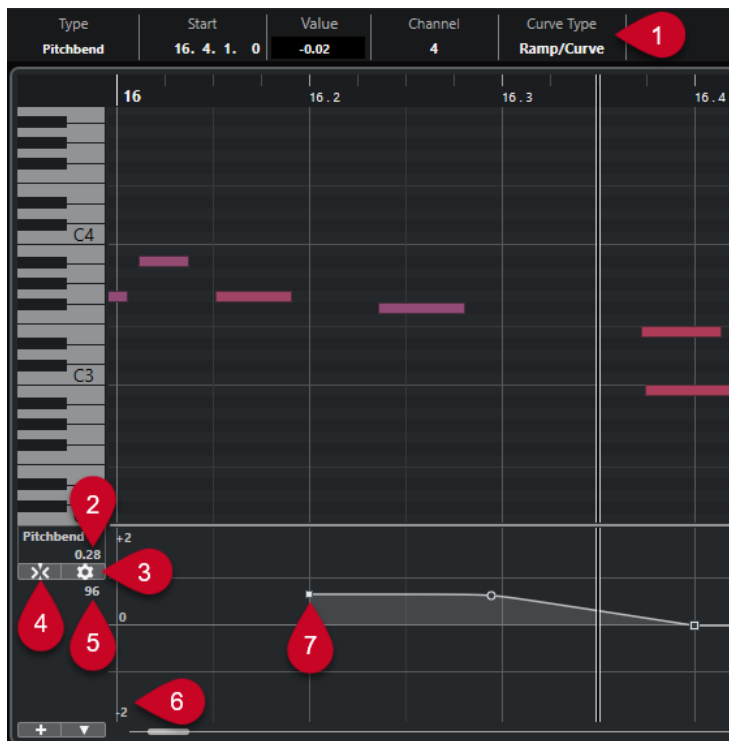 Type Start Value Channel Curve Type
Pitchbend 16. 4. 1. 0 -0.02 4 Ramp/Curve
1
16 16.2 16.3 16.4
C4
C3
2
Pitchbend +2
0.28
3
96
4
5
0
7
6
-2